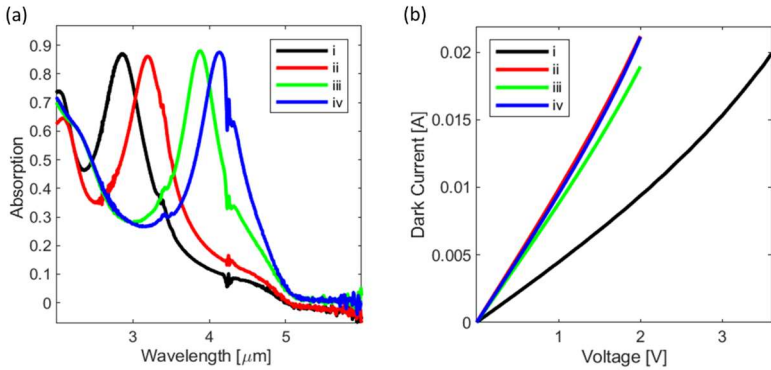 (a)
0.9
0.8
0.7
0.6
0.5
0.4
0.3
0.2
0.1
0
Absorption
i
ii
iii
iv
3
4
5
Wavelength [μm]
(b)
0.02
0.015
0.01
0.005
0
Dark Current [A]
i
ii
iii
iv
1
2
3
Voltage [V]